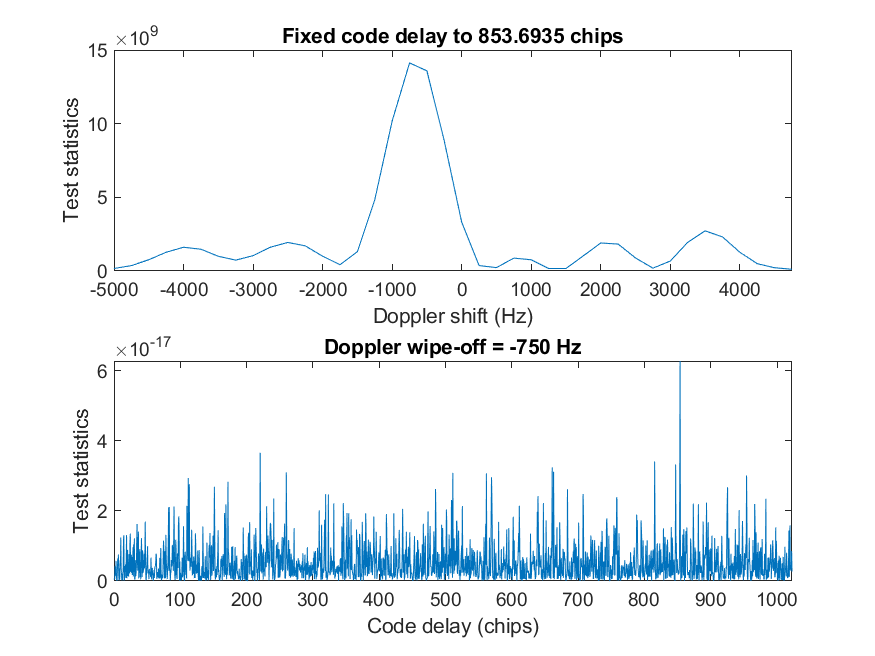 ×10^9
Fixed code delay to 853.6935 chips
15
10
5
0
Test statistics
-5000 -4000 -3000 -2000 -1000 0 1000 2000 3000 4000
Doppler shift (Hz)
×10^-17
Doppler wipe-off = -750 Hz
6
4
2
0
Test statistics
0 100 200 300 400 500 600 700 800 900 1000
Code delay (chips)